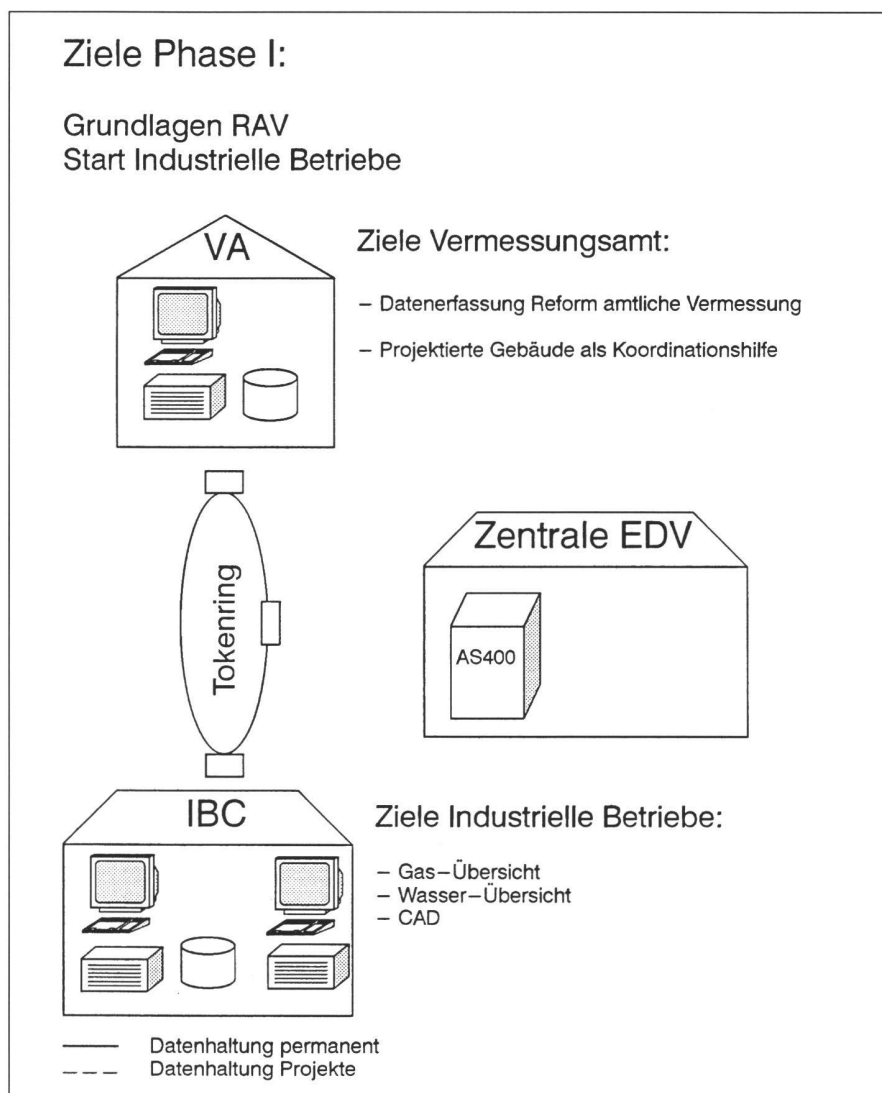 Ziele Phase I:
Grundlagen RAV
Start Industrielle Betriebe
VA
Ziele Vermessungsamt:
– Datenerfassung Reform amtliche Vermessung
– Projektierte Gebäude als Koordinationshilfe
Tokenring
Zentrale EDV
AS400
IBC
Ziele Industrielle Betriebe:
– Gas–Übersicht
– Wasser–Übersicht
– CAD
Datenhaltung permanent
Datenhaltung Projekte